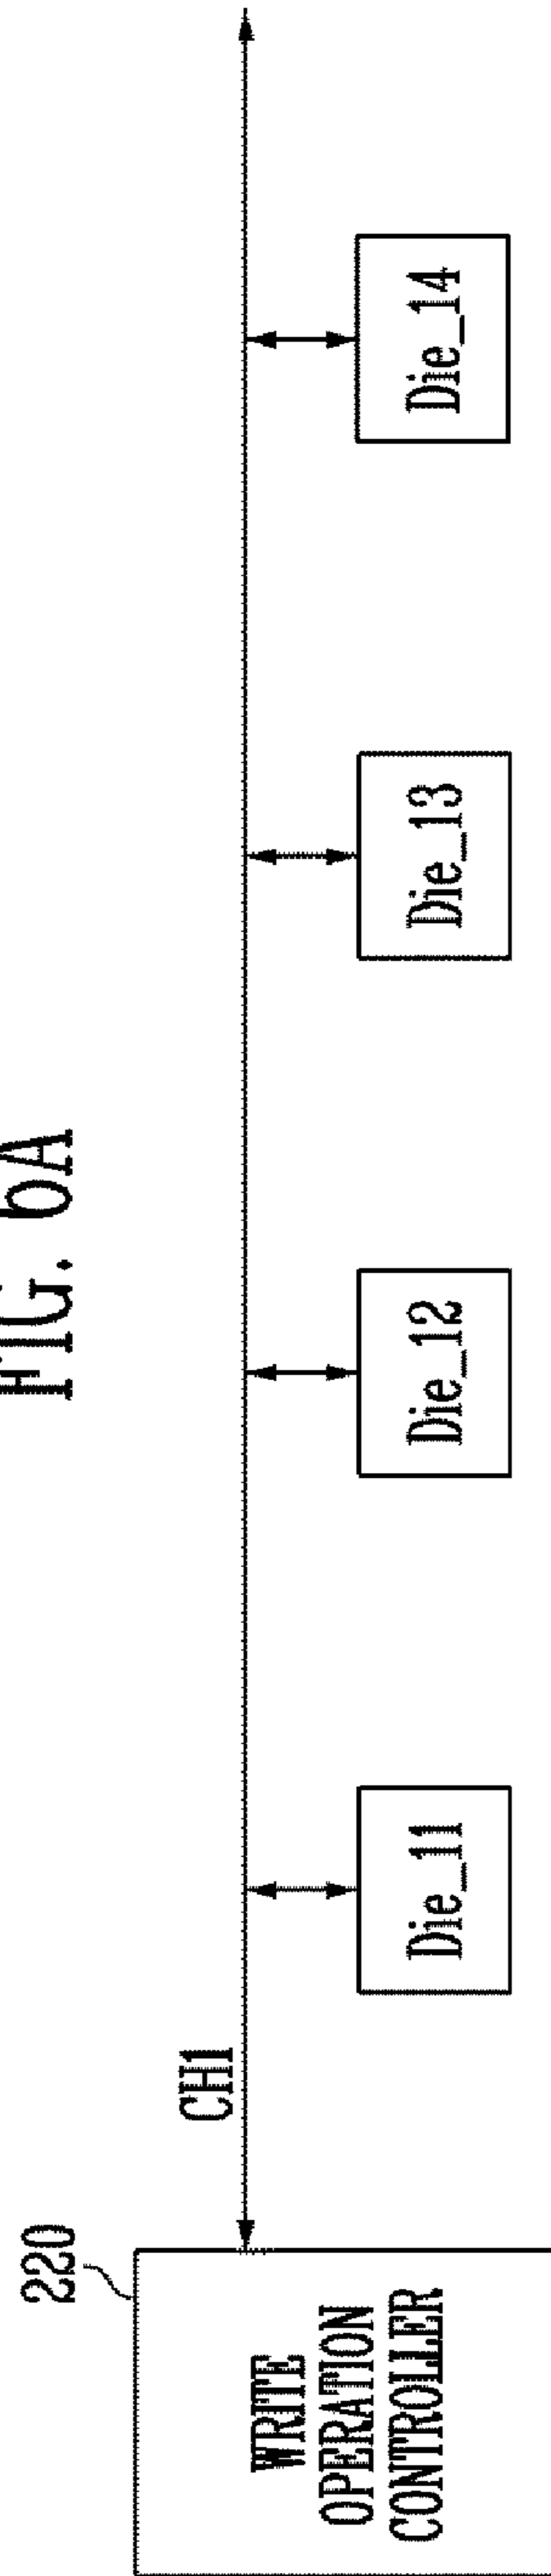 FIG. 6A
220
WRITE
OPERATION
CONTROLLER
CH1
Die_11
Die_12
Die_13
Die_14